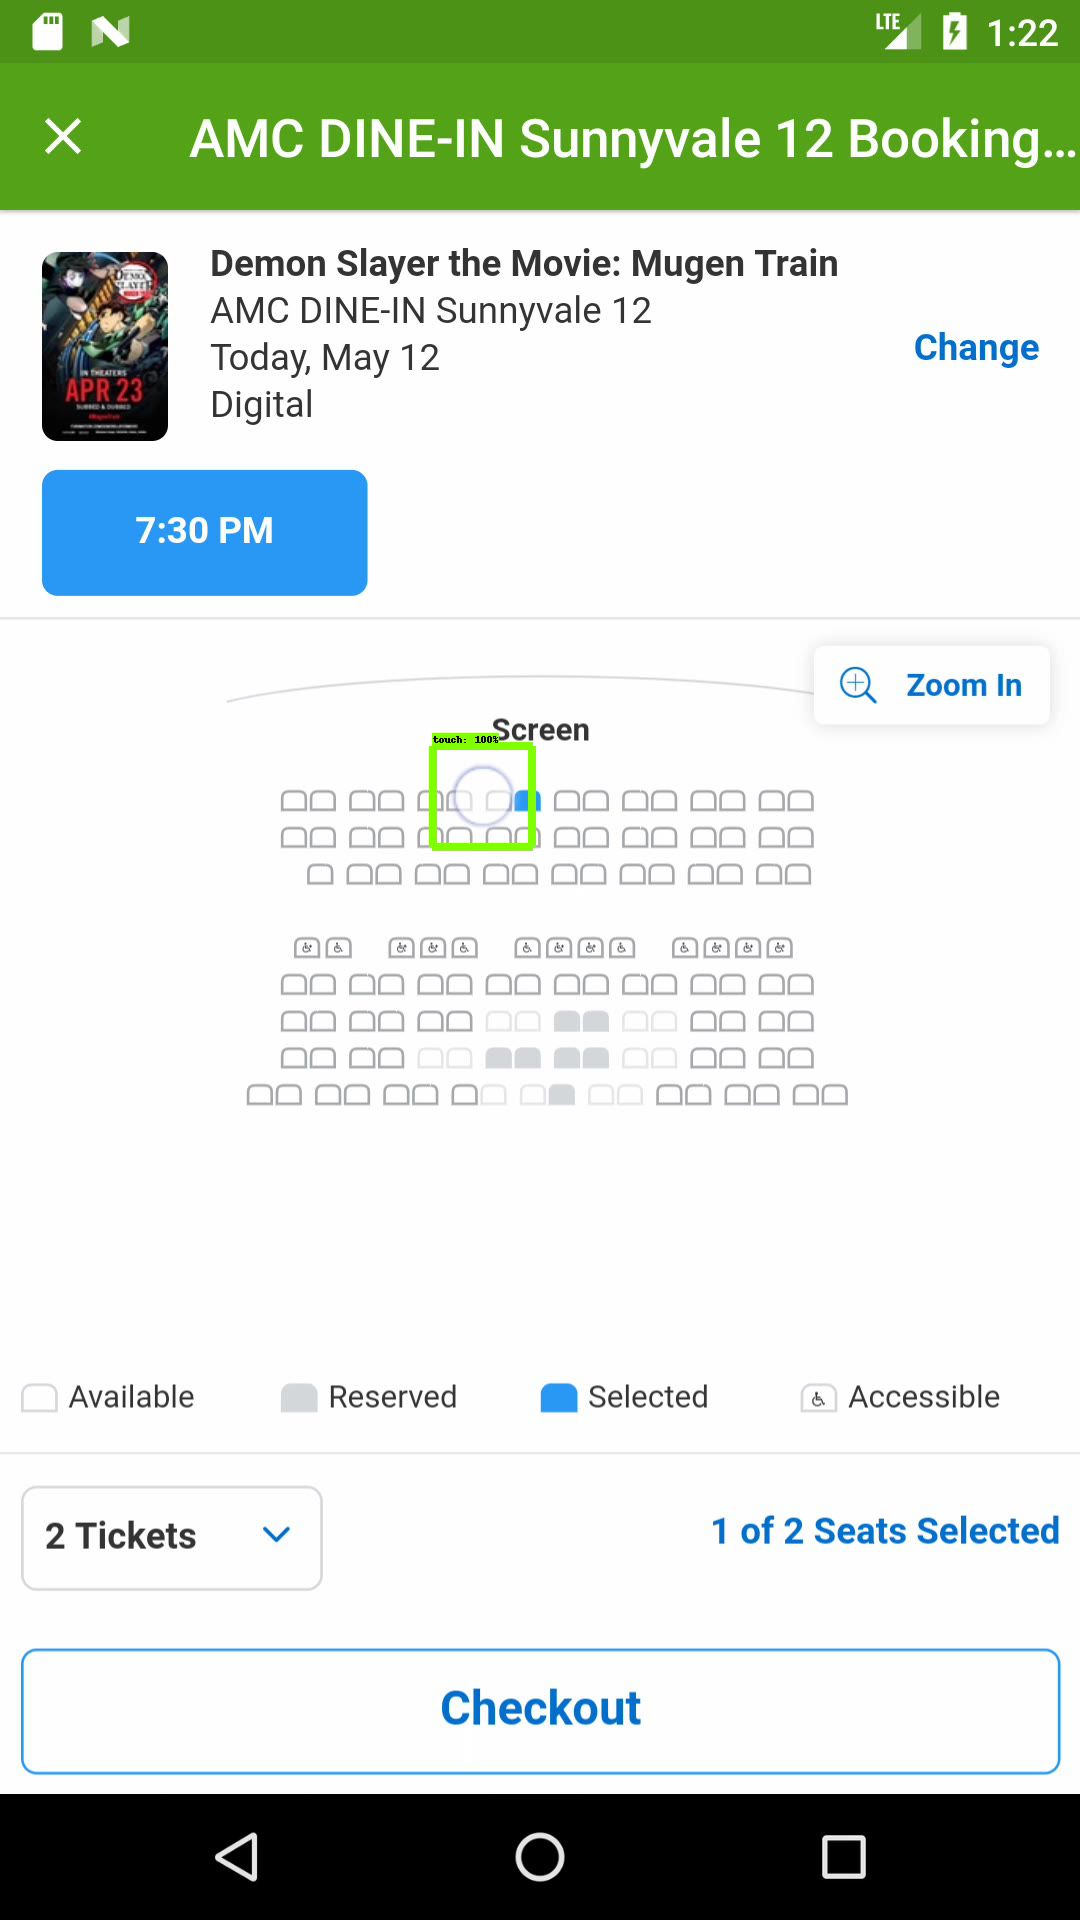 LTE 1:22
AMC DINE-IN Sunnyvale 12 Booking...
DEMON SLAYER
IN THEATERS
APR 23
SUBBED & DUBBED
Demon Slayer the Movie: Mugen Train
AMC DINE-IN Sunnyvale 12
Today, May 12
Digital
Change
7:30 PM
Zoom In
Screen
touch: 100%
Available
Reserved
Selected
Accessible
2 Tickets
1 of 2 Seats Selected
Checkout